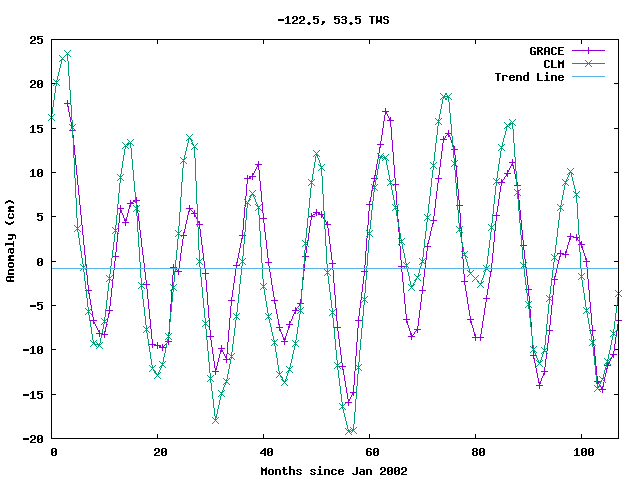 -122.5, 53.5 TWS
GRACE
CLM
Trend Line
25
20
15
10
5
0
-5
-10
-15
-20
Anomaly (cm)
0 20 40 60 80 100
Months since Jan 2002